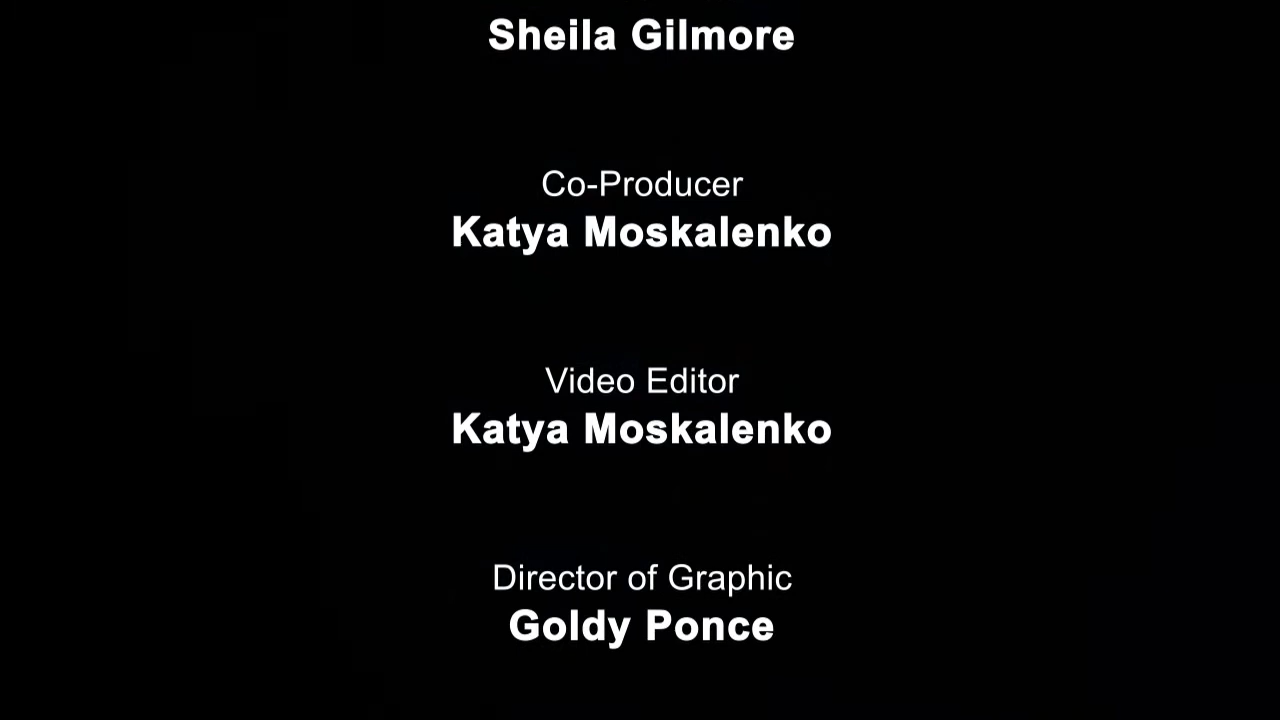 Sheila Gilmore
Co-Producer
Katya Moskalenko
Video Editor
Katya Moskalenko
Director of Graphic
Goldy Ponce